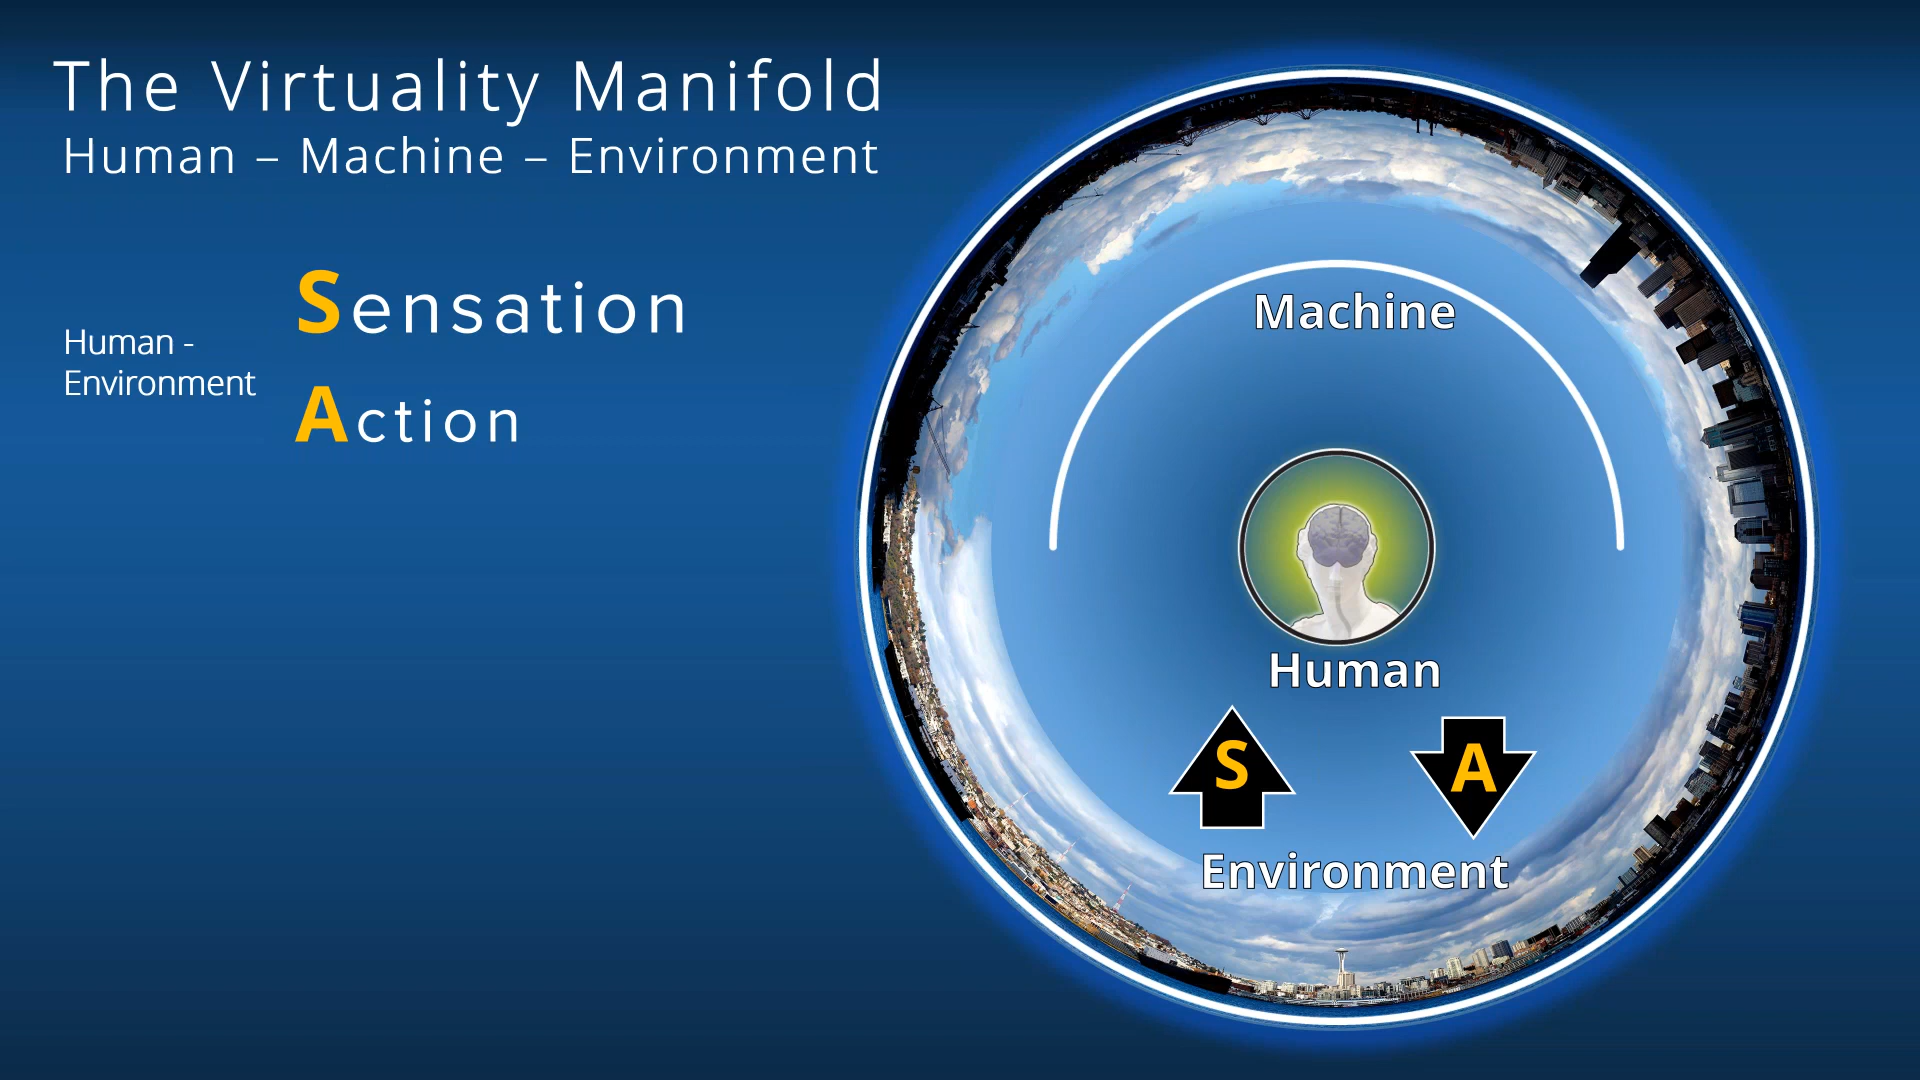 The Virtuality Manifold
Human – Machine – Environment
Sensation
Human -
Environment
Action
Machine
Human
S
A
Environment